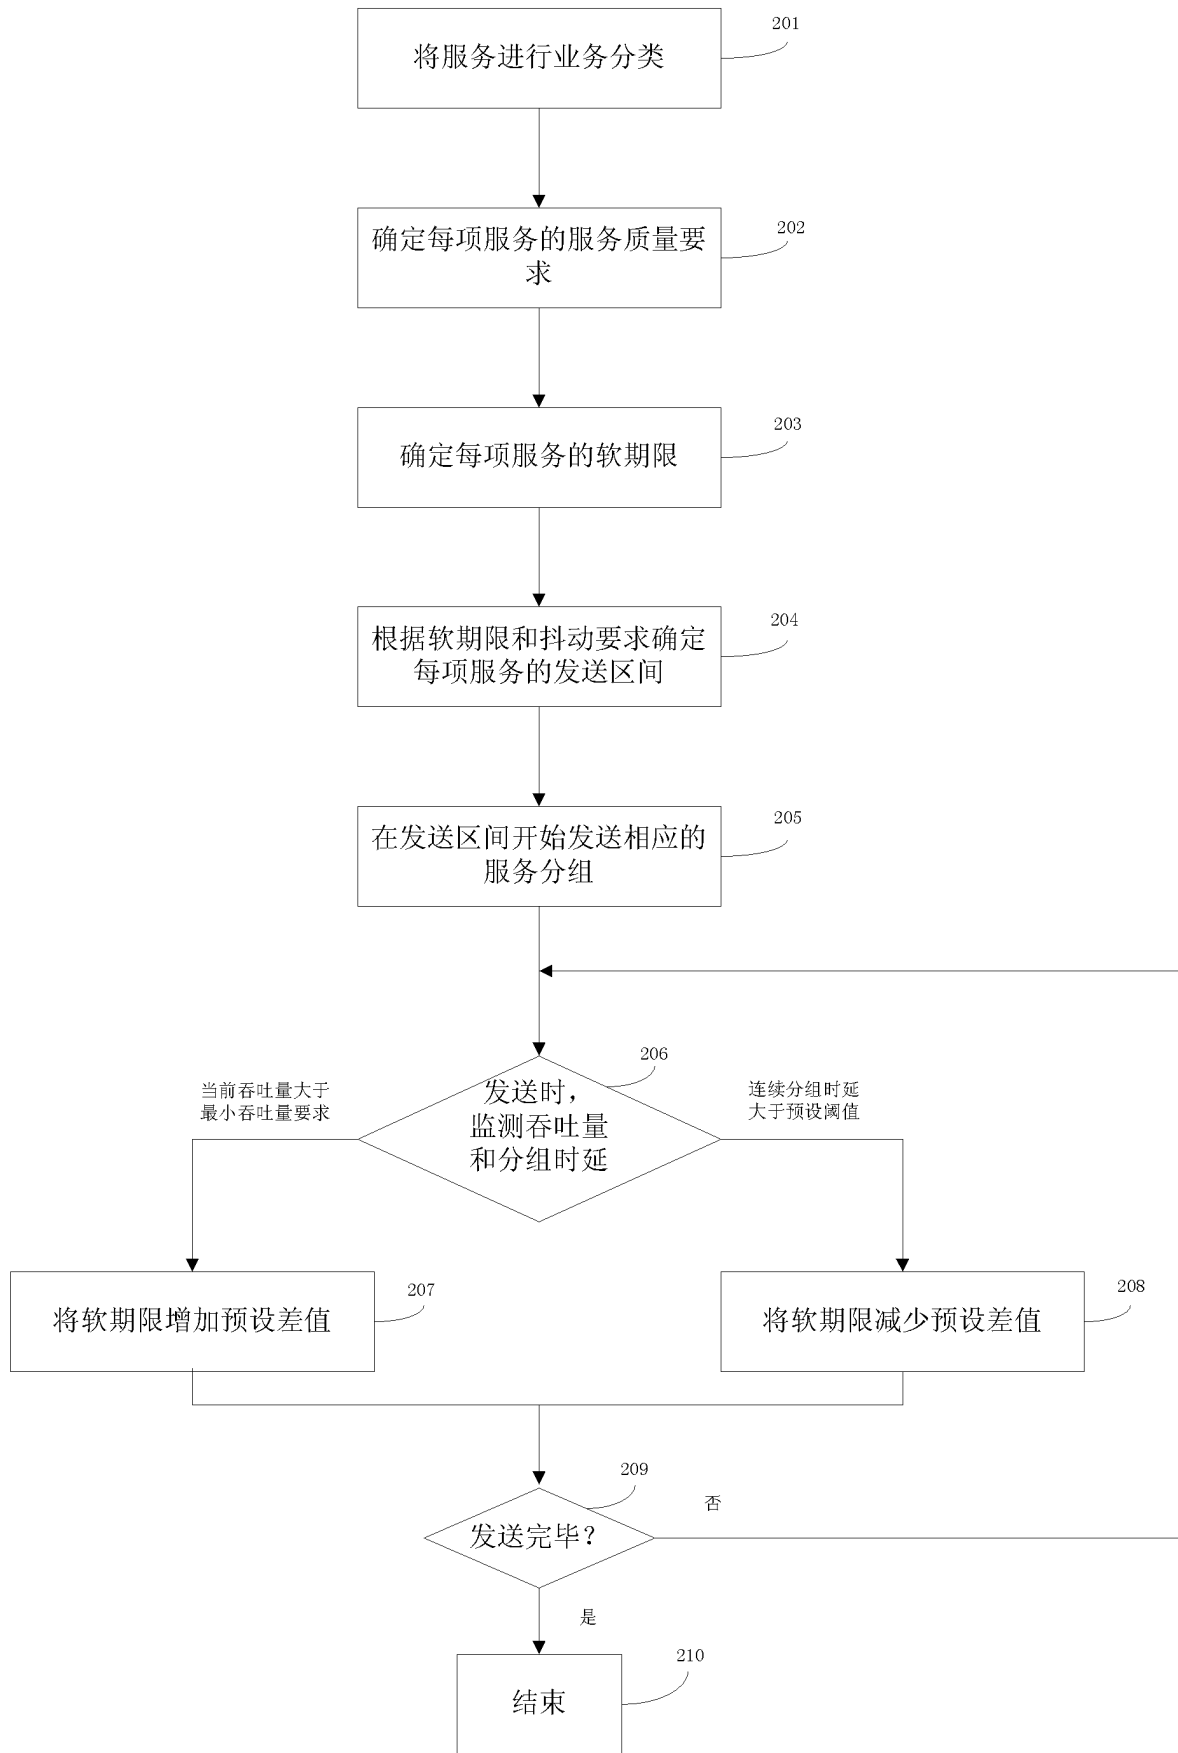 201
将服务进行业务分类
202
确定每项服务的服务质量要
求
203
确定每项服务的软期限
204
根据软期限和抖动要求确定
每项服务的发送区间
205
在发送区间开始发送相应的
服务分组
206
当前吞吐量大于
最小吞吐量要求
发送时，
监测吞吐量
和分组时延
连续分组时延
大于预设阈值
207
将软期限增加预设差值
208
将软期限减少预设差值
209
否
发送完毕？
是
210
结束